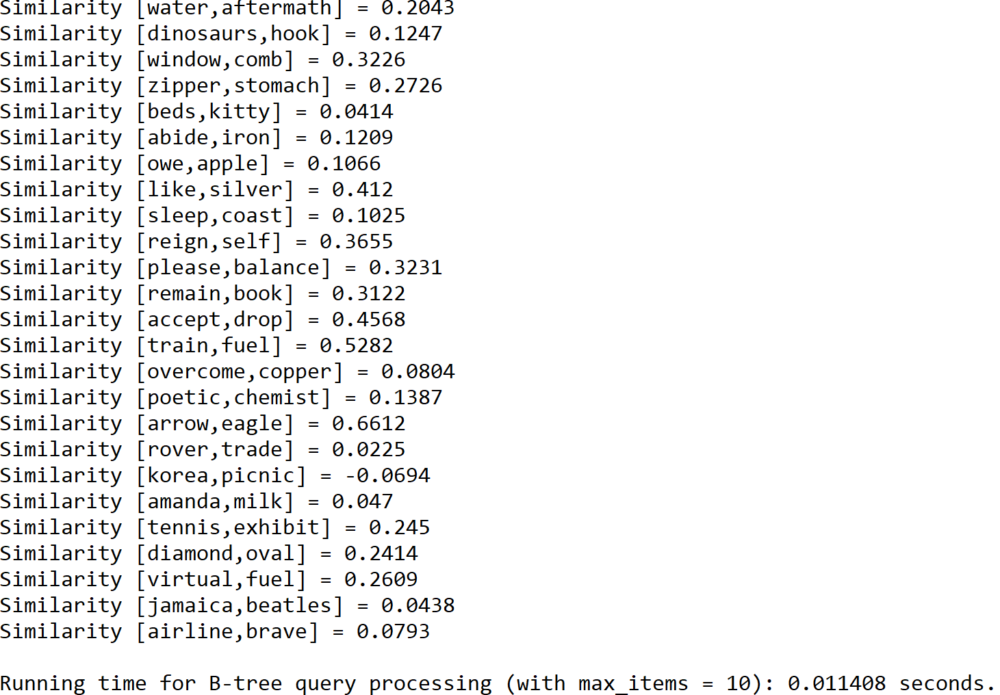 Similarity [water,aftermath] = 0.2043
Similarity [dinosaurs,hook] = 0.1247
Similarity [window,comb] = 0.3226
Similarity [zipper,stomach] = 0.2726
Similarity [beds,kitty] = 0.0414
Similarity [abide,iron] = 0.1209
Similarity [owe,apple] = 0.1066
Similarity [like,silver] = 0.412
Similarity [sleep,coast] = 0.1025
Similarity [reign,self] = 0.3655
Similarity [please,balance] = 0.3231
Similarity [remain,book] = 0.3122
Similarity [accept,drop] = 0.4568
Similarity [train,fuel] = 0.5282
Similarity [overcome,copper] = 0.0804
Similarity [poetic,chemist] = 0.1387
Similarity [arrow,eagle] = 0.6612
Similarity [rover,trade] = 0.0225
Similarity [korea,picnic] = -0.0694
Similarity [amanda,milk] = 0.047
Similarity [tennis,exhibit] = 0.245
Similarity [diamond,oval] = 0.2414
Similarity [virtual,fuel] = 0.2609
Similarity [jamaica,beatles] = 0.0438
Similarity [airline,brave] = 0.0793
Running time for B-tree query processing (with max_items = 10): 0.011408 seconds.